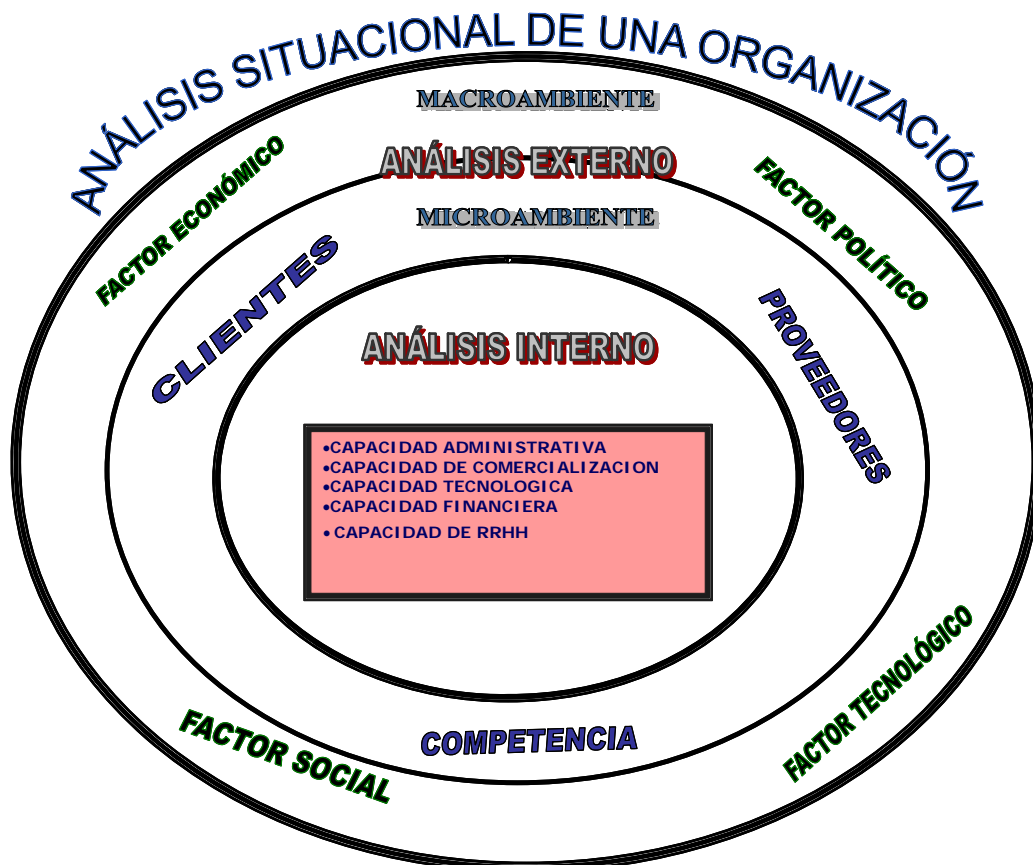 ANÁLISIS SITUACIONAL DE UNA ORGANIZACIÓN
MACROAMBIENTE
ANÁLISIS EXTERNO
FACTOR ECONÓMICO
FACTOR POLÍTICO
MICROAMBIENTE
CLIENTES
PROVEEDORES
ANÁLISIS INTERNO
•CAPACIDAD ADMINISTRATIVA
•CAPACIDAD DE COMERCIALIZACION
•CAPACIDAD TECNOLOGICA
•CAPACIDAD FINANCIERA
• CAPACIDAD DE RRHH
FACTOR SOCIAL
COMPETENCIA
FACTOR TECNOLÓGICO